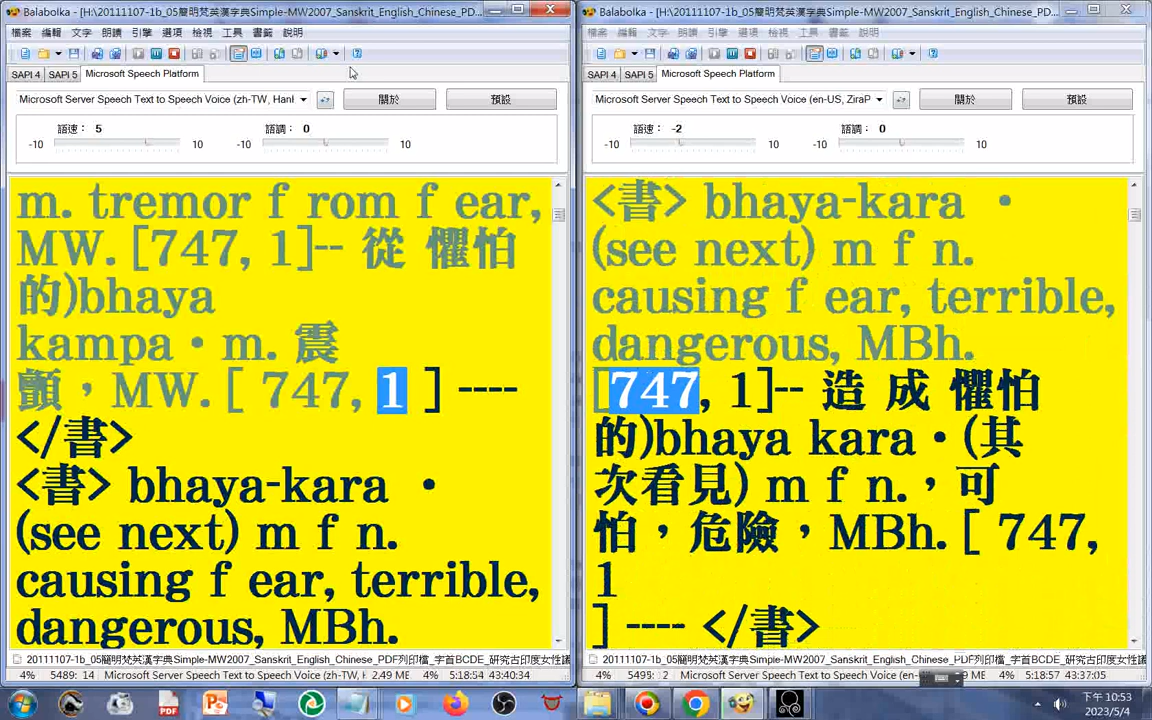 Balabolka - [H:\20111107-1b_05簡明梵英漢字典Simple-MW2007_Sanskrit_English_Chinese_PD...
檔案 編輯 文字 朗讀 引擎 選項 檢視 工具 書籤 說明
SAPI 4 SAPI 5 Microsoft Speech Platform
Microsoft Server Speech Text to Speech Voice (zh-TW, Hanl
關於 預設
語速： 5 語調： 0
-10 10 -10 10
m. tremor f rom f ear,
MW. [747, 1]-- 從 懼怕
的)bhaya
kampa・m. 震
顫，MW. [ 747, 1 ] ----
</書>
<書> bhaya-kara ・
(see next) m f n.
causing f ear, terrible,
dangerous, MBh.
20111107-1b_05簡明梵英漢字典Simple-MW2007_Sanskrit_English_Chinese_PDF列印檔_字首BCDE_研究古印度女性議
4% 5489: 14 Microsoft Server Speech Text to Speech Voice (zh-TW, H 2.49 ME 4% 5:18:54 43:40:34
Balabolka - [H:\20111107-1b_05簡明梵英漢字典Simple-MW2007_Sanskrit_English_Chinese_PD...
檔案 編輯 文字 朗讀 引擎 選項 檢視 工具 書籤 說明
SAPI 4 SAPI 5 Microsoft Speech Platform
Microsoft Server Speech Text to Speech Voice (en-US, ZiraP
關於 預設
語速： -2 語調： 0
-10 10 -10 10
<書> bhaya-kara ・
(see next) m f n.
causing f ear, terrible,
dangerous, MBh.
[747, 1]-- 造 成 懼怕
的)bhaya kara・(其
次看見) m f n.，可
怕，危險，MBh. [ 747,
1
] ---- </書>
20111107-1b_05簡明梵英漢字典Simple-MW2007_Sanskrit_English_Chinese_PDF列印檔_字首BCDE_研究古印度女性議
4% 5495: 2 Microsoft Server Speech Text to Speech Voice (en-US, Z ME 4% 5:18:57 43:37:05
下午 10:53
2023/5/4